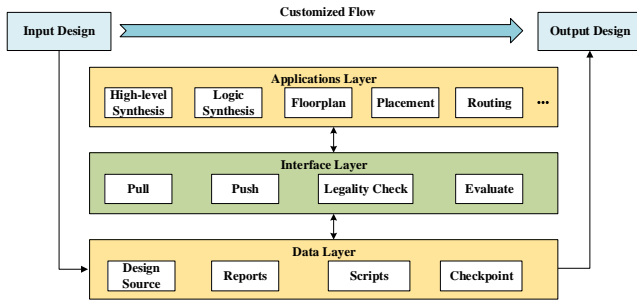 Customized Flow
Input Design
Output Design
Applications Layer
High-level
Synthesis
Logic
Synthesis
Floorplan
Placement
Routing
...
Interface Layer
Pull
Push
Legality Check
Evaluate
Data Layer
Design
Source
Reports
Scripts
Checkpoint